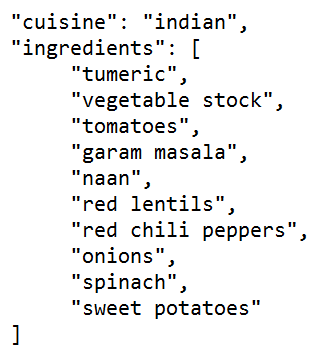 "cuisine": "indian",
"ingredients": [
"tumeric",
"vegetable stock",
"tomatoes",
"garam masala",
"naan",
"red lentils",
"red chili peppers",
"onions",
"spinach",
"sweet potatoes"
]